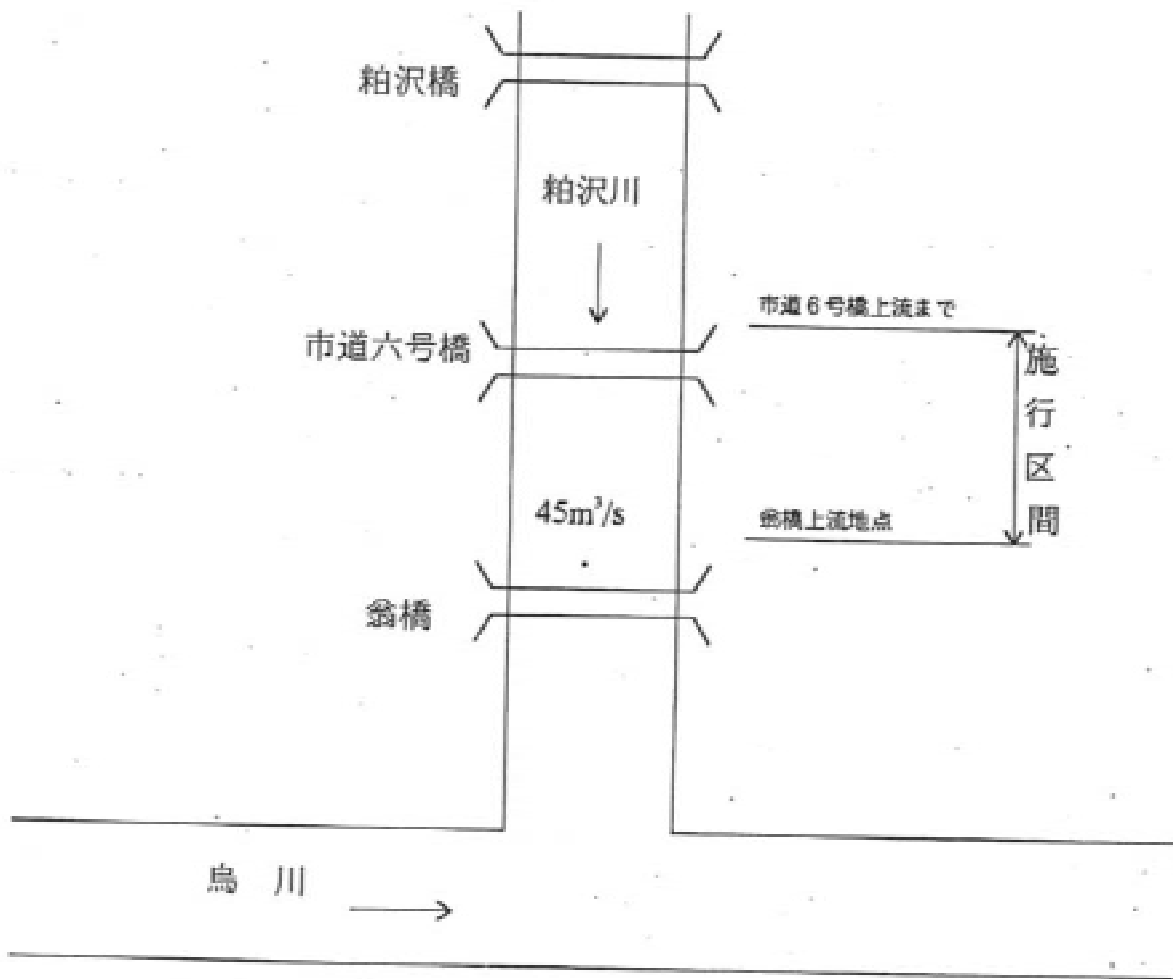 粕沢橋
粕沢川
市道6号橋上流まで
市道六号橋
施行区間
45m³/s
翁橋上流地点
翁橋
烏 川